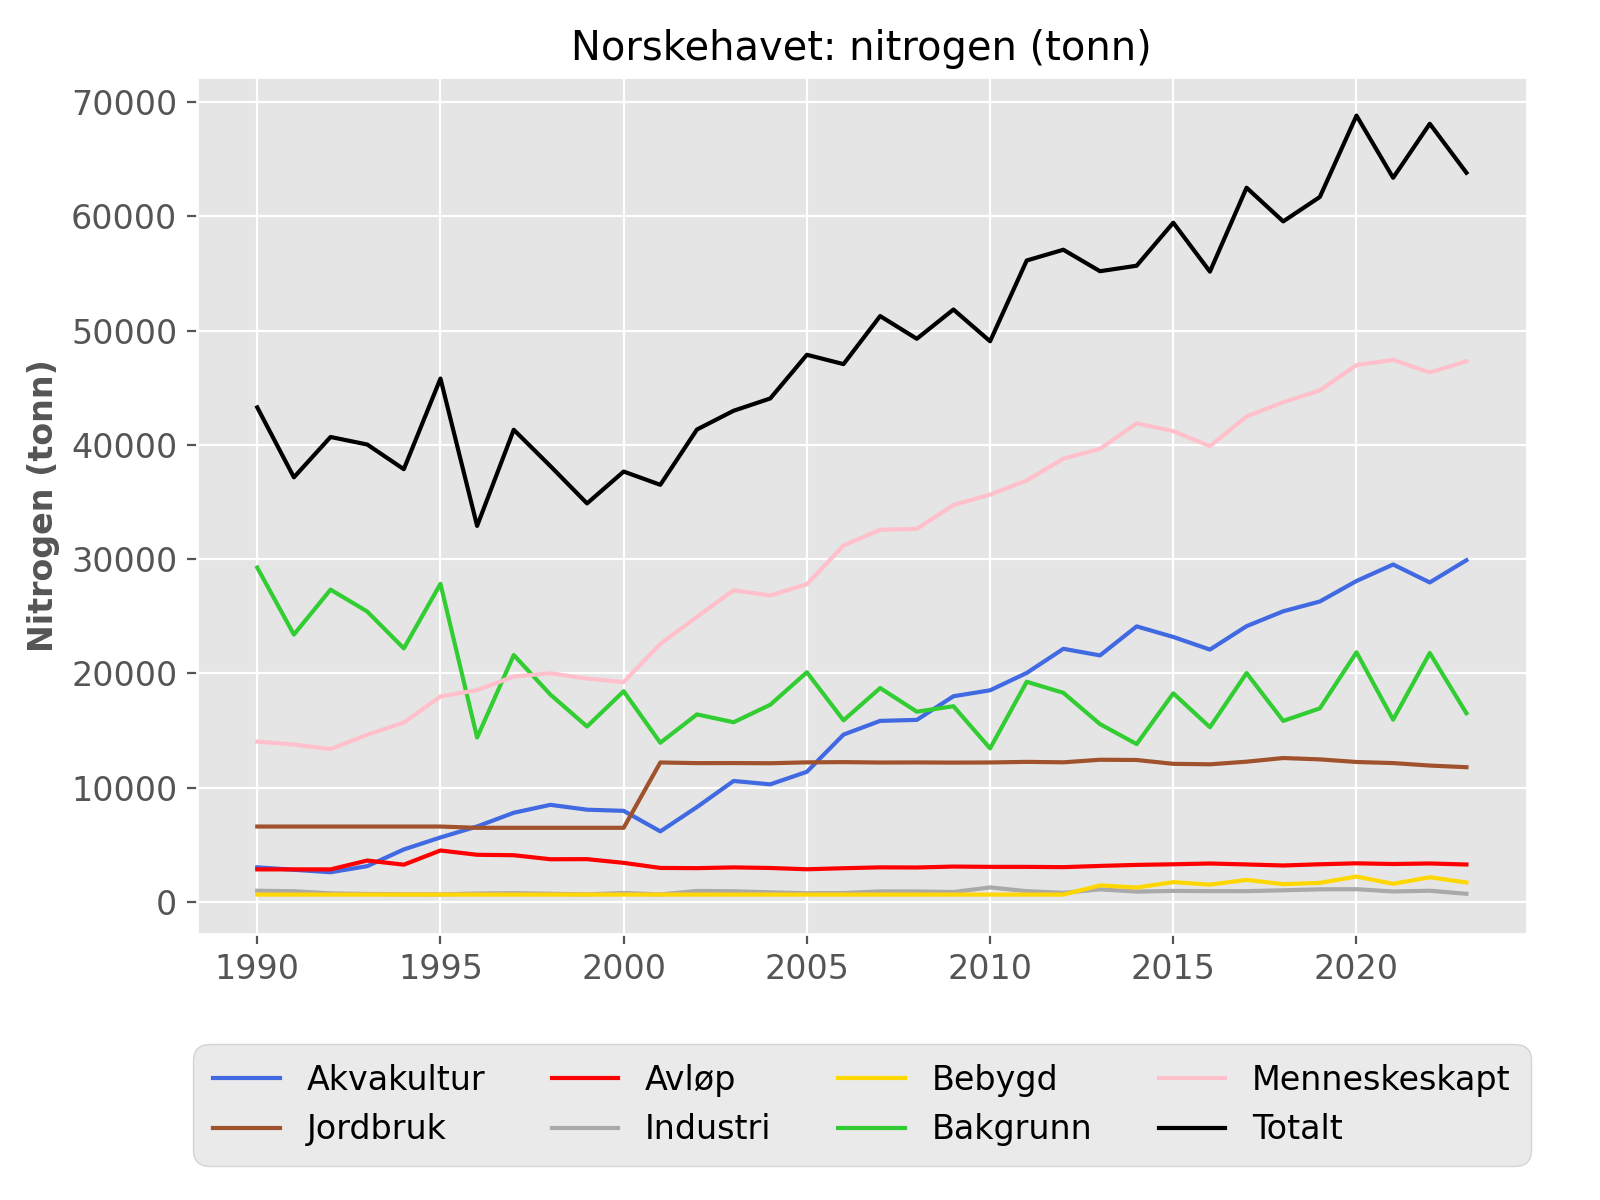 Norskehavet: nitrogen (tonn)
70000
60000
50000
40000
30000
20000
10000
0
Nitrogen (tonn)
1990 1995 2000 2005 2010 2015 2020
Akvakultur Avløp Bebygd Menneskeskapt
Jordbruk Industri Bakgrunn Totalt